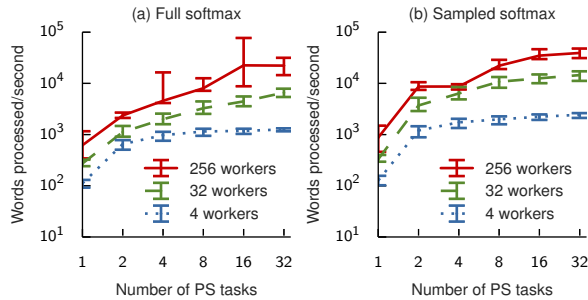 (a) Full softmax
(b) Sampled softmax
Words processed/second
10^5
10^4
10^3
10^2
10^1
256 workers
32 workers
4 workers
1 2 4 8 16 32
Number of PS tasks
Words processed/second
10^5
10^4
10^3
10^2
10^1
256 workers
32 workers
4 workers
1 2 4 8 16 32
Number of PS tasks